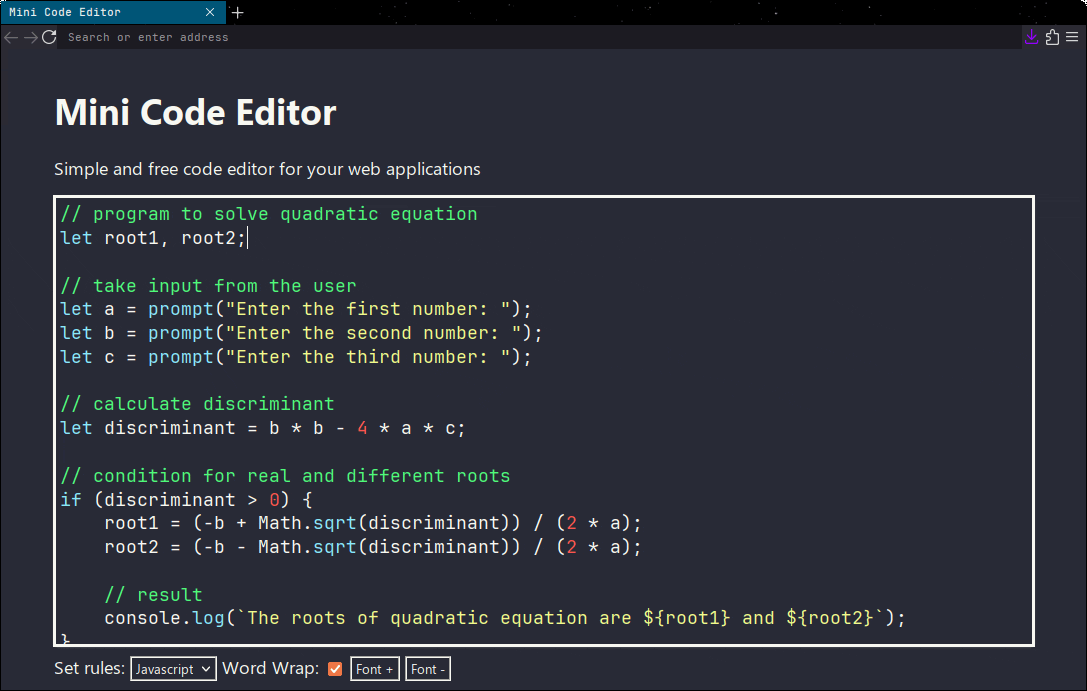 Mini Code Editor
Search or enter address
Mini Code Editor
Simple and free code editor for your web applications
// program to solve quadratic equation
let root1, root2;
// take input from the user
let a = prompt("Enter the first number: ");
let b = prompt("Enter the second number: ");
let c = prompt("Enter the third number: ");
// calculate discriminant
let discriminant = b * b - 4 * a * c;
// condition for real and different roots
if (discriminant > 0) {
    root1 = (-b + Math.sqrt(discriminant)) / (2 * a);
    root2 = (-b - Math.sqrt(discriminant)) / (2 * a);
    // result
    console.log(`The roots of quadratic equation are ${root1} and ${root2}`);
}
Set rules: Javascript Word Wrap: Font + Font -